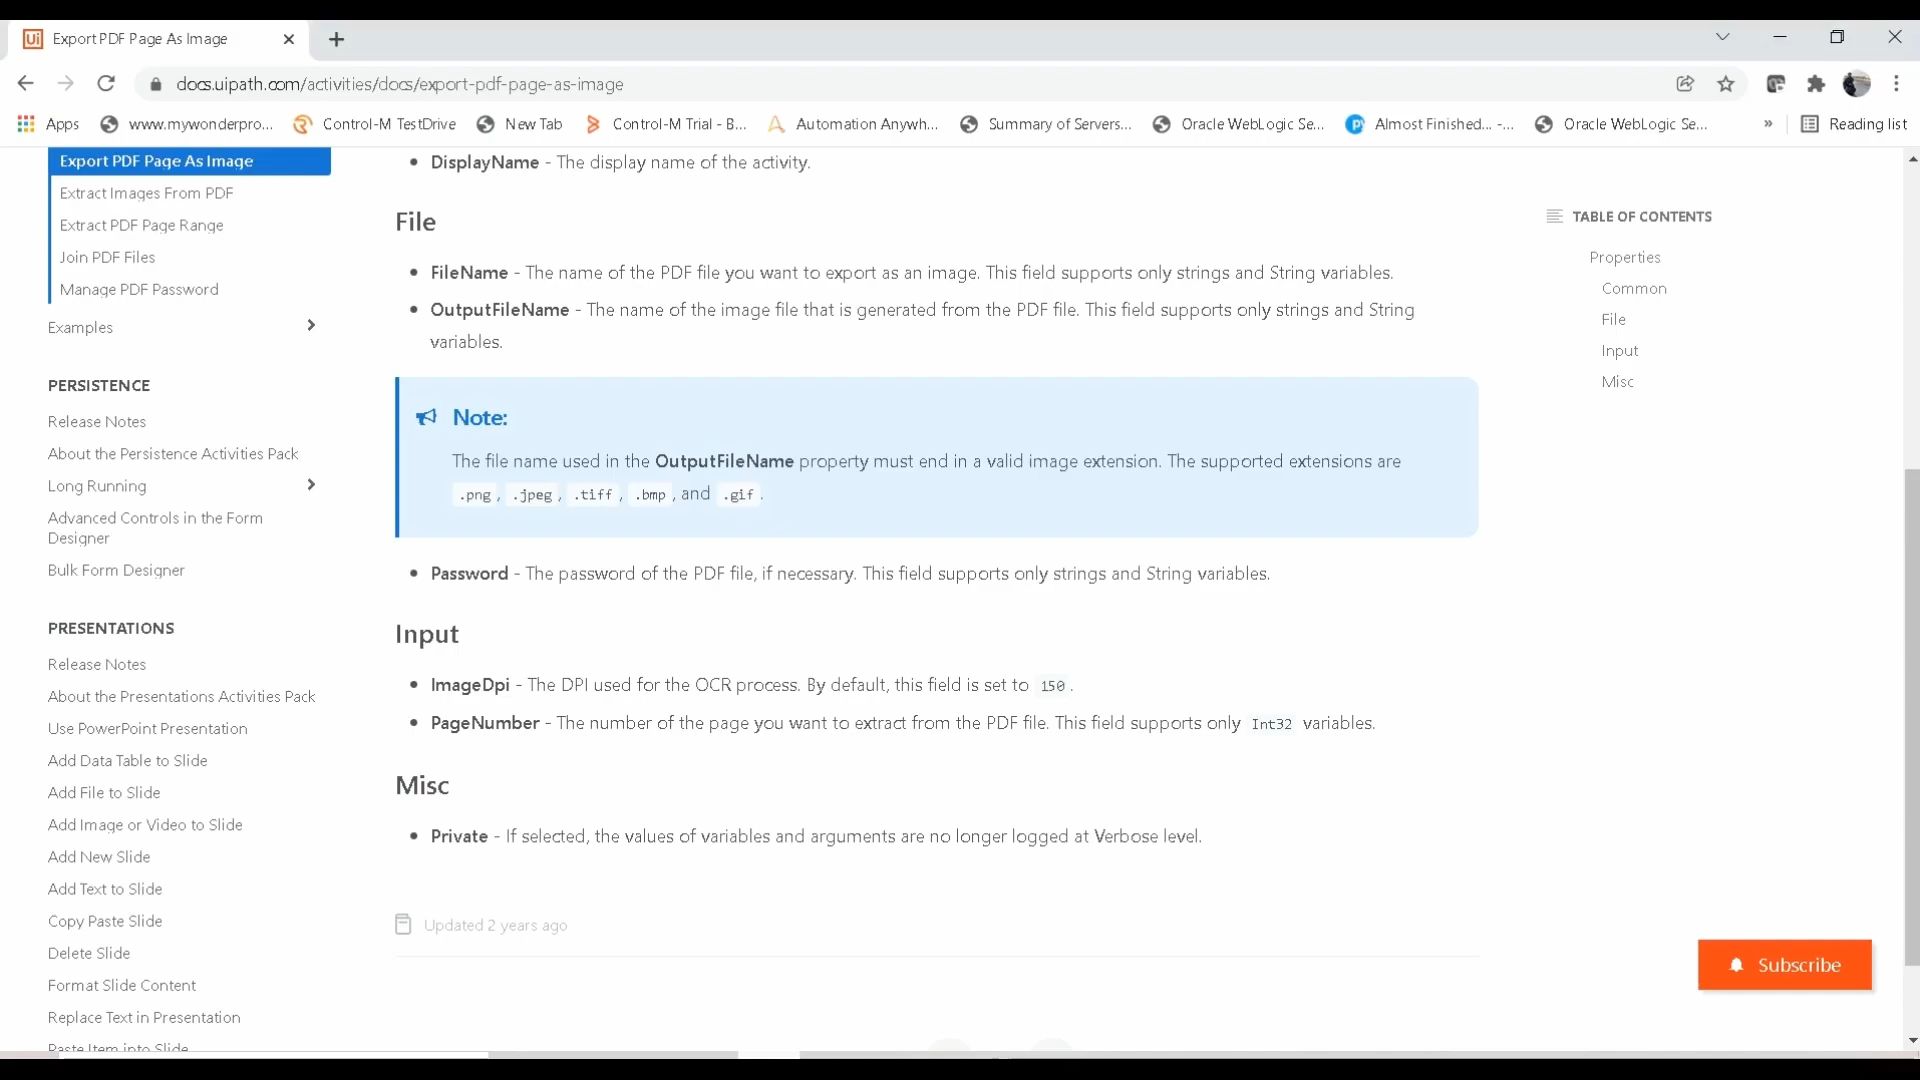 Export PDF Page As Image
docs.uipath.com/activities/docs/export-pdf-page-as-image
Apps
www.mywonderpro...
Control-M TestDrive
New Tab
Control-M Trial - B...
Automation Anywh...
Summary of Servers...
Oracle WebLogic Se...
Almost Finished... -...
Oracle WebLogic Se...
»
Reading list
Export PDF Page As Image
Extract Images From PDF
Extract PDF Page Range
Join PDF Files
Manage PDF Password
Examples
PERSISTENCE
Release Notes
About the Persistence Activities Pack
Long Running
Advanced Controls in the Form
Designer
Bulk Form Designer
PRESENTATIONS
Release Notes
About the Presentations Activities Pack
Use PowerPoint Presentation
Add Data Table to Slide
Add File to Slide
Add Image or Video to Slide
Add New Slide
Add Text to Slide
Copy Paste Slide
Delete Slide
Format Slide Content
Replace Text in Presentation
Paste Item into Slide
• DisplayName - The display name of the activity.
File
• FileName - The name of the PDF file you want to export as an image. This field supports only strings and String variables.
• OutputFileName - The name of the image file that is generated from the PDF file. This field supports only strings and String
variables.
Note:
The file name used in the OutputFileName property must end in a valid image extension. The supported extensions are
.png, .jpeg, .tiff, .bmp, and .gif.
• Password - The password of the PDF file, if necessary. This field supports only strings and String variables.
Input
• ImageDpi - The DPI used for the OCR process. By default, this field is set to 150.
• PageNumber - The number of the page you want to extract from the PDF file. This field supports only Int32 variables.
Misc
• Private - If selected, the values of variables and arguments are no longer logged at Verbose level.
Updated 2 years ago
TABLE OF CONTENTS
Properties
Common
File
Input
Misc
Subscribe